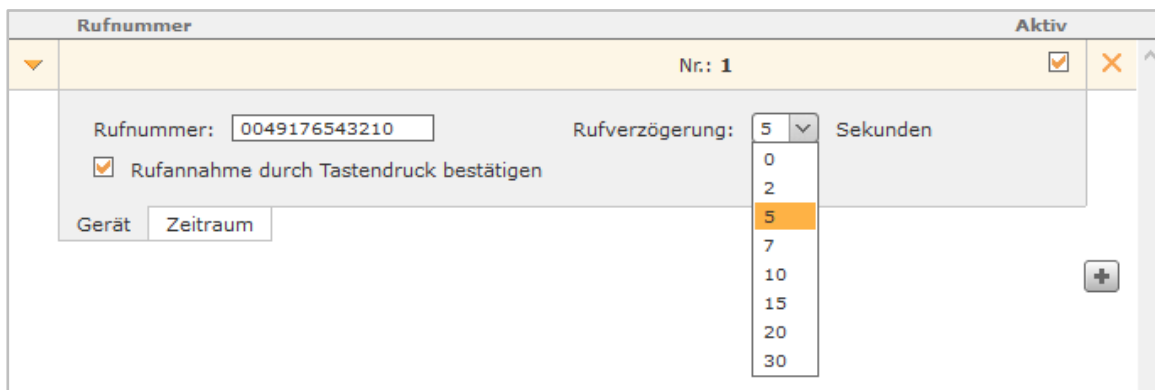 Rufnummer Aktiv
Nr.: 1
Rufnummer: 0049176543210 Rufverzögerung: 5 Sekunden
Rufannahme durch Tastendruck bestätigen
0
2
5
7
10
15
20
30
Gerät Zeitraum